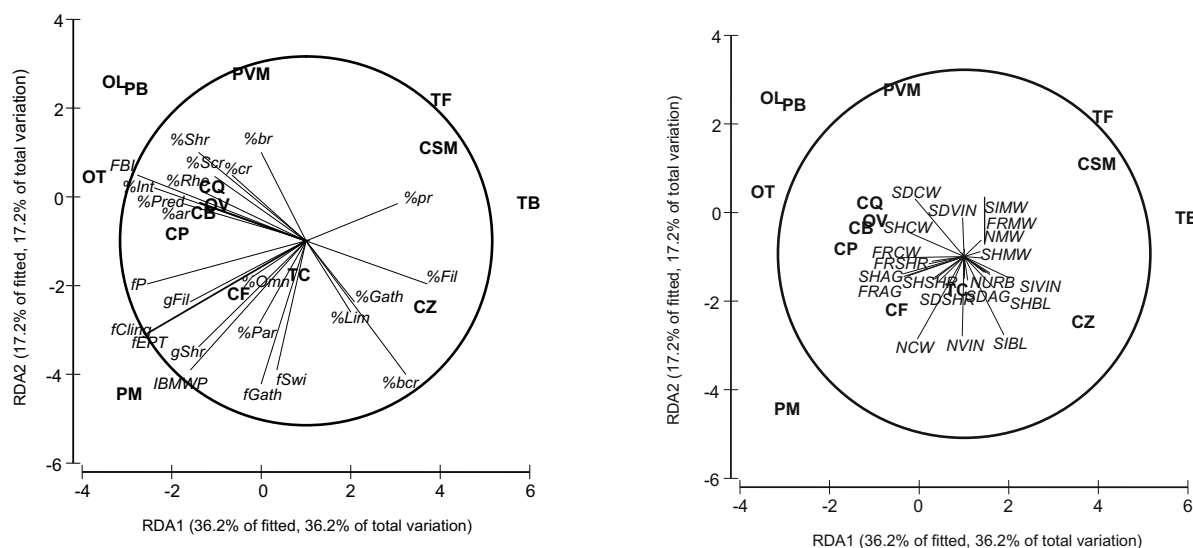 4
2
0
-2
-4
-6
-4
-2
0
2
4
6
RDA2 (17.2% of fitted, 17.2% of total variation)
RDA1 (36.2% of fitted, 36.2% of total variation)
OL
PB
PVM
TF
CSM
%Shr
%br
FBI
%Scr
%cr
OT
%Int
%Rhe
CQ
%Pred
OV
%ar
CB
%pr
TB
CP
fP
%Omn
TC
%Fil
gFil
CF
%Gath
CZ
fCling
%Par
%Lim
fEPT
gShr
IBMWP
fSwi
%bcr
PM
fGath
4
2
0
-2
-4
-6
-4
-2
0
2
4
6
RDA2 (17.2% of fitted, 17.2% of total variation)
RDA1 (36.2% of fitted, 36.2% of total variation)
OL
PB
PVM
TF
CSM
OT
SDCW
CQ
SDVIN
SIMW
TB
OV
FRMW
CB
SHCW
NMW
CP
FRCW
SHMW
FRSHR
SHAG
SHSHR
NURB
SIVIN
FRAG
TC
SDAG
SDSHR
SHBL
CF
CZ
NCW
NVIN
SIBL
PM